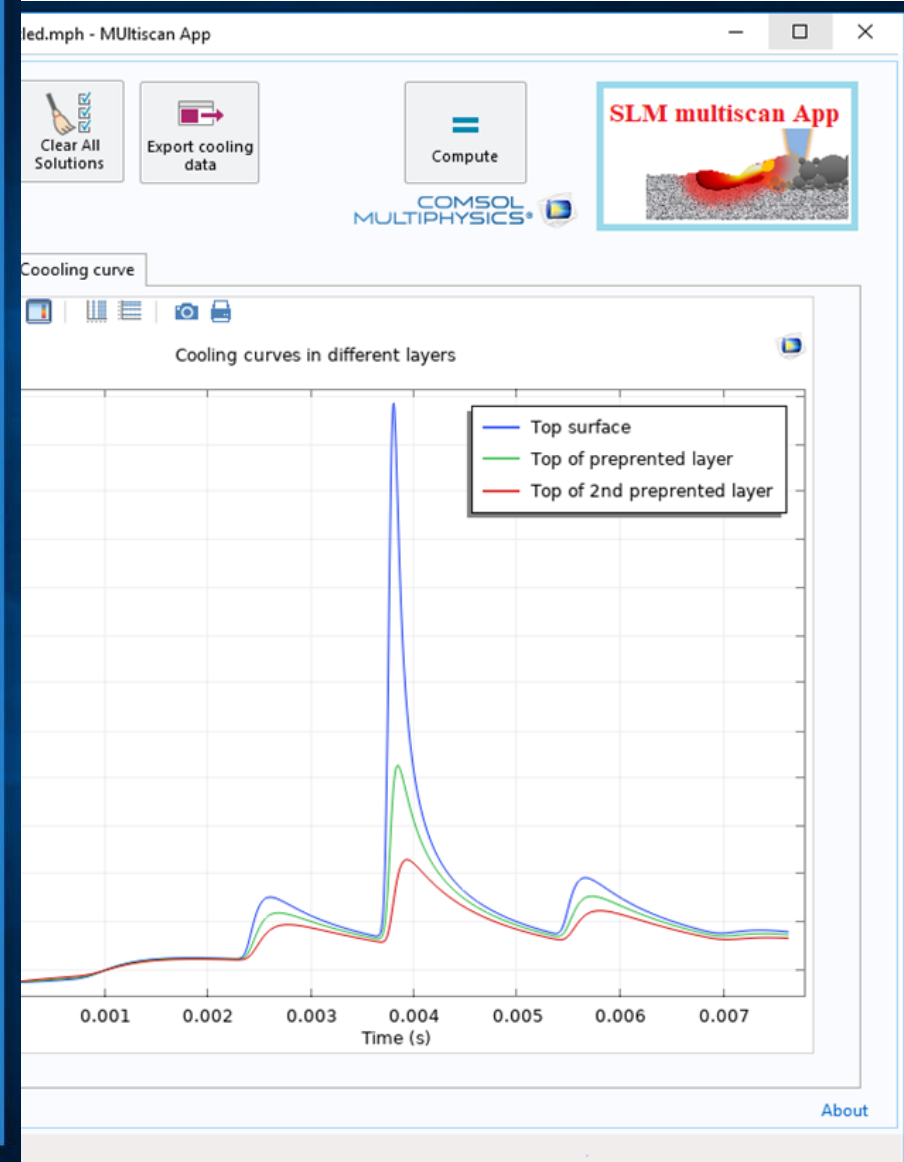 led.mph - MUltiscan App
Clear All
Solutions
Export cooling
data
Compute
SLM multiscan App
COMSOL
MULTIPHYSICS®
Coooling curve
Cooling curves in different layers
Top surface
Top of preprented layer
Top of 2nd preprented layer
0.001 0.002 0.003 0.004 0.005 0.006 0.007
Time (s)
About